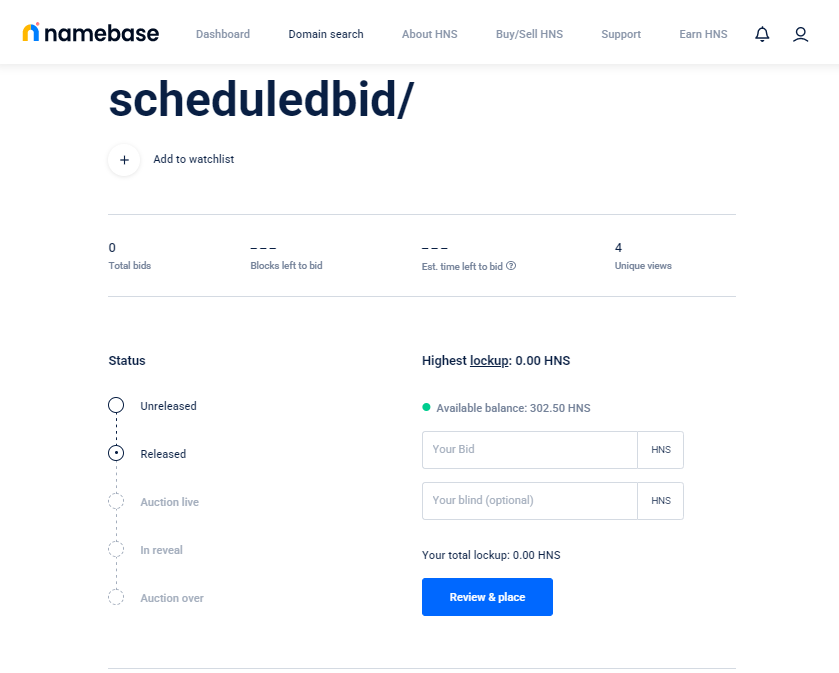 namebase
Dashboard
Domain search
About HNS
Buy/Sell HNS
Support
Earn HNS
scheduledbid/
+ Add to watchlist
0
Total bids
– – –
Blocks left to bid
– – –
Est. time left to bid ?
4
Unique views
Status
Unreleased
Released
Auction live
In reveal
Auction over
Highest lockup: 0.00 HNS
Available balance: 302.50 HNS
Your Bid HNS
Your blind (optional) HNS
Your total lockup: 0.00 HNS
Review & place